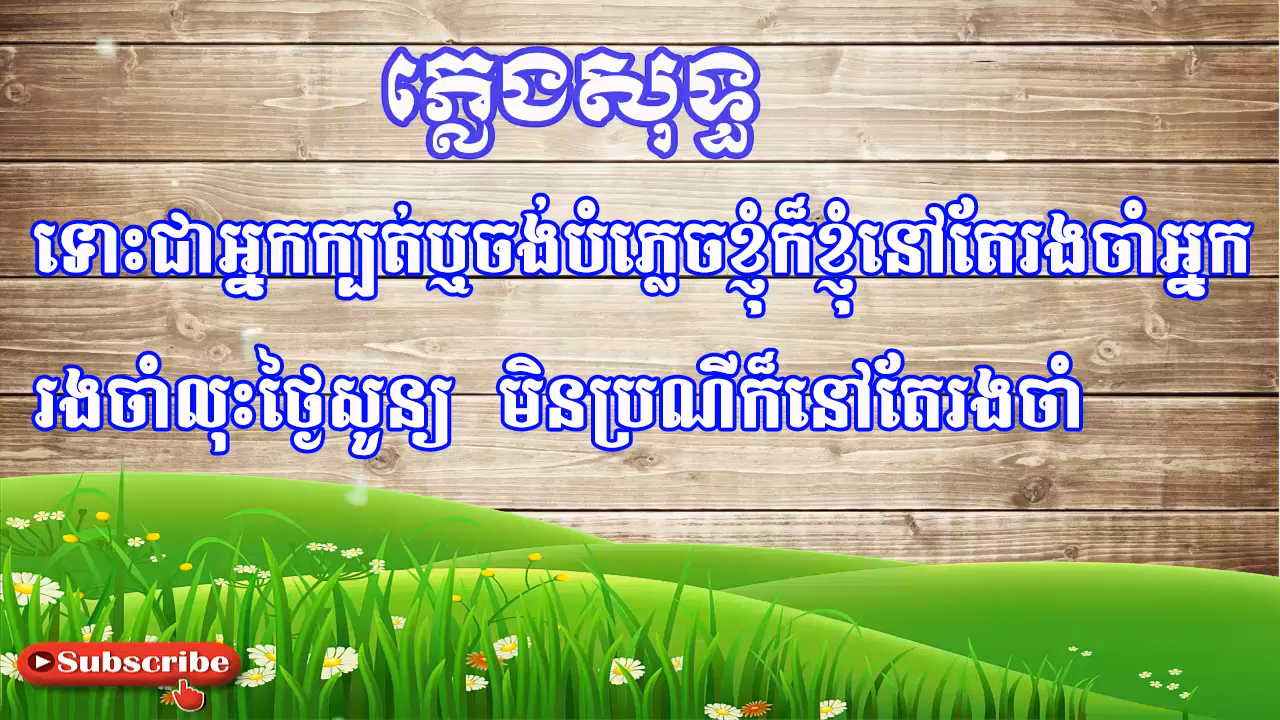 ភ្លេងសុទ្ធ
ទោះជាអ្នកក្បត់ឬចង់បំភ្លេចខ្ញុំក៏ខ្ញុំនៅតែរងចាំអ្នក
រងចាំលុះថ្ងៃសូន្យ មិនប្រណីក៏នៅតែរងចាំ
Subscribe